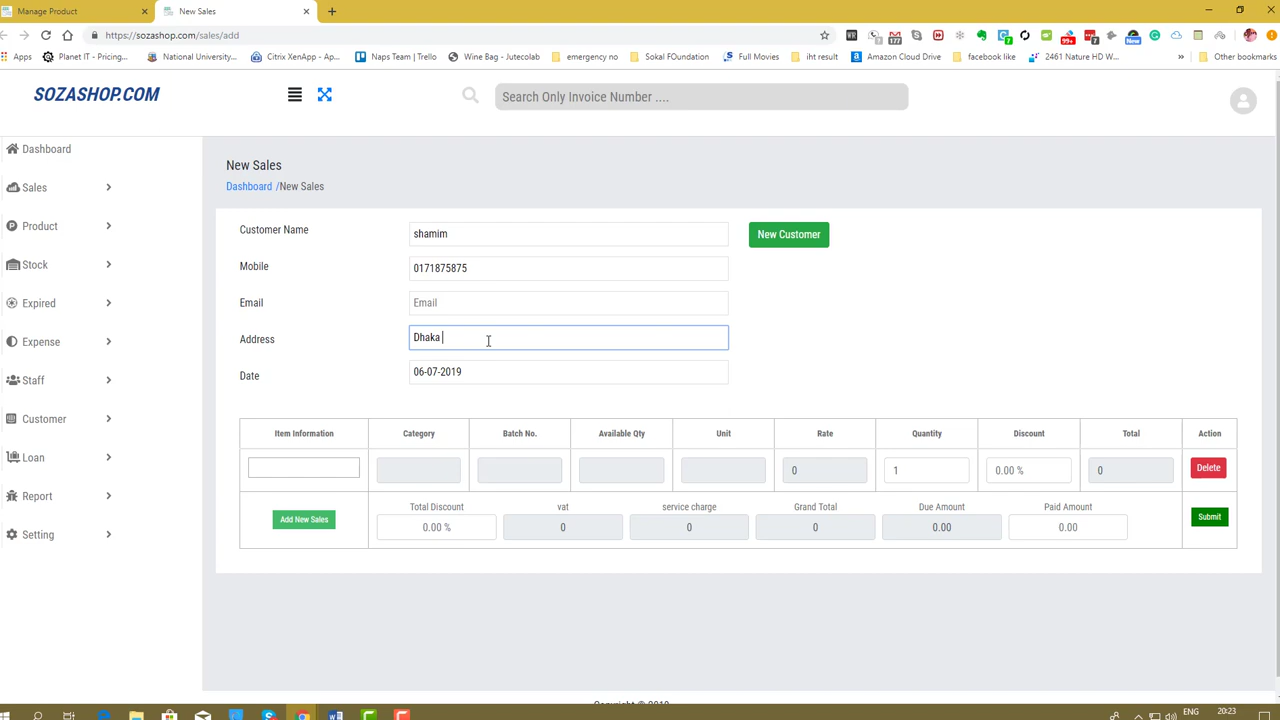 Manage Product
New Sales
https://sozashop.com/sales/add
Apps
Planet IT - Pricing...
National University...
Citrix XenApp - Ap...
Naps Team | Trello
Wine Bag - Jutecolab
emergency no
Sokal FOundation
Full Movies
iht result
Amazon Cloud Drive
facebook like
2461 Nature HD W...
Other bookmarks
SOZASHOP.COM
Search Only Invoice Number ....
Dashboard
Sales
Product
Stock
Expired
Expense
Staff
Customer
Loan
Report
Setting
New Sales
Dashboard /New Sales
Customer Name
shamim
New Customer
Mobile
0171875875
Email
Email
Address
Dhaka
Date
06-07-2019
Item Information Category Batch No. Available Qty Unit Rate Quantity Discount Total Action
0 1 0.00 % 0 Delete
Total Discount vat service charge Grand Total Due Amount Paid Amount
Add New Sales 0.00 % 0 0 0 0.00 0.00 Submit
ENG
20:23